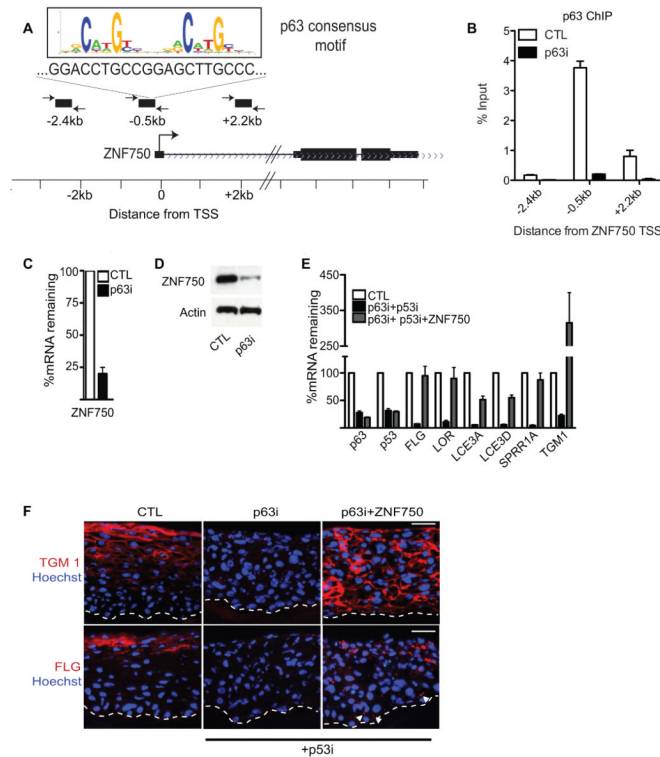 A
p63 consensus
motif
...GGACCTGCCGGAGCTTGCCC...
-2.4kb
-0.5kb
+2.2kb
ZNF750
-2kb
0
+2kb
Distance from TSS
B
p63 ChIP
CTL
p63i
% Input
5
4
3
2
1
0
-2.4kb
-0.5kb
+2.2kb
Distance from ZNF750 TSS
C
CTL
p63i
%mRNA remaining
100
75
50
25
ZNF750
D
ZNF750
Actin
CTL
p63i
E
CTL
p63i+p53i
p63i+ p53i+ZNF750
%mRNA remaining
450
350
250
100
50
0
p63
p53
FLG
LOR
LCE3A
LCE3D
SPRR1A
TGM1
F
CTL
p63i
p63i+ZNF750
TGM 1
Hoechst
FLG
Hoechst
+p53i